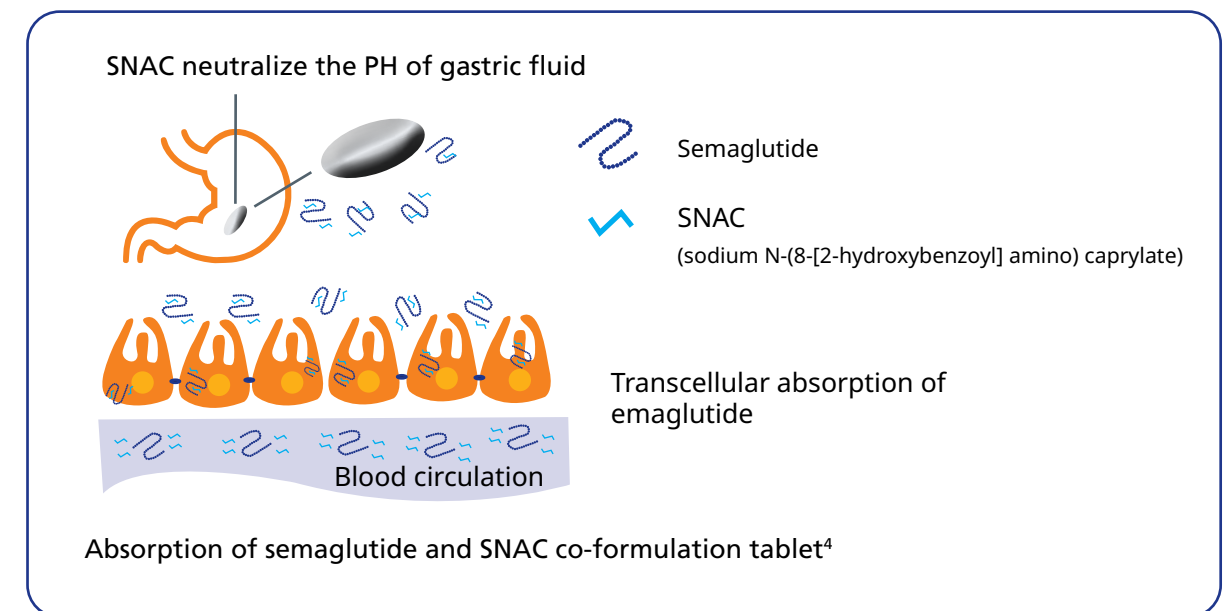 SNAC neutralize the PH of gastric fluid
Semaglutide
SNAC
(sodium N-(8-[2-hydroxybenzoyl] amino) caprylate)
Transcellular absorption of
emaglutide
Blood circulation
Absorption of semaglutide and SNAC co-formulation tablet⁴